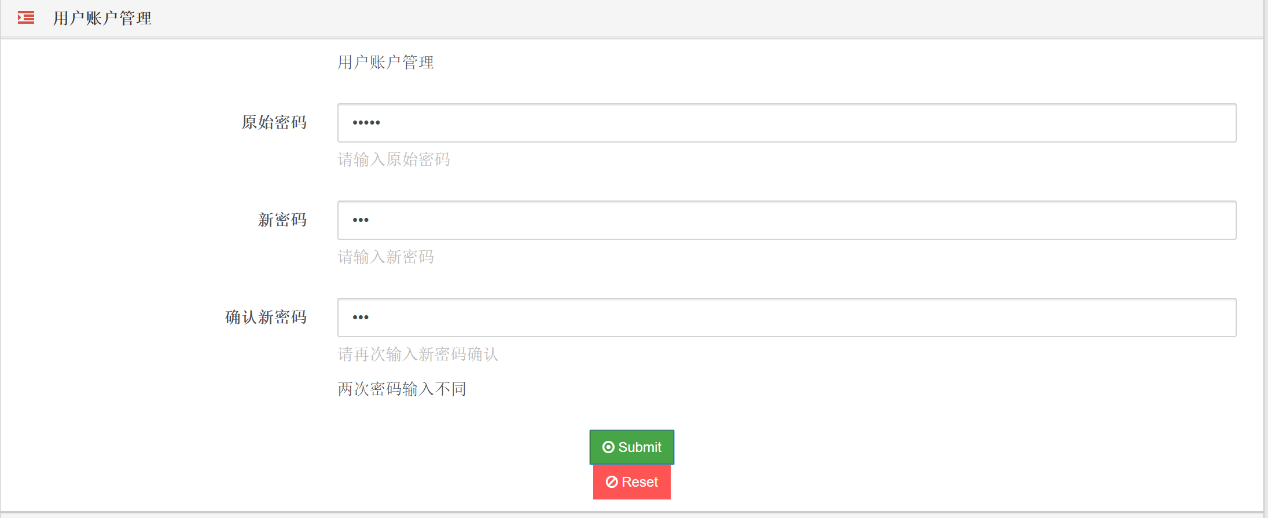 用户账户管理
用户账户管理
原始密码 •••••
请输入原始密码
新密码 •••
请输入新密码
确认新密码 •••
请再次输入新密码确认
两次密码输入不同
Submit
Reset